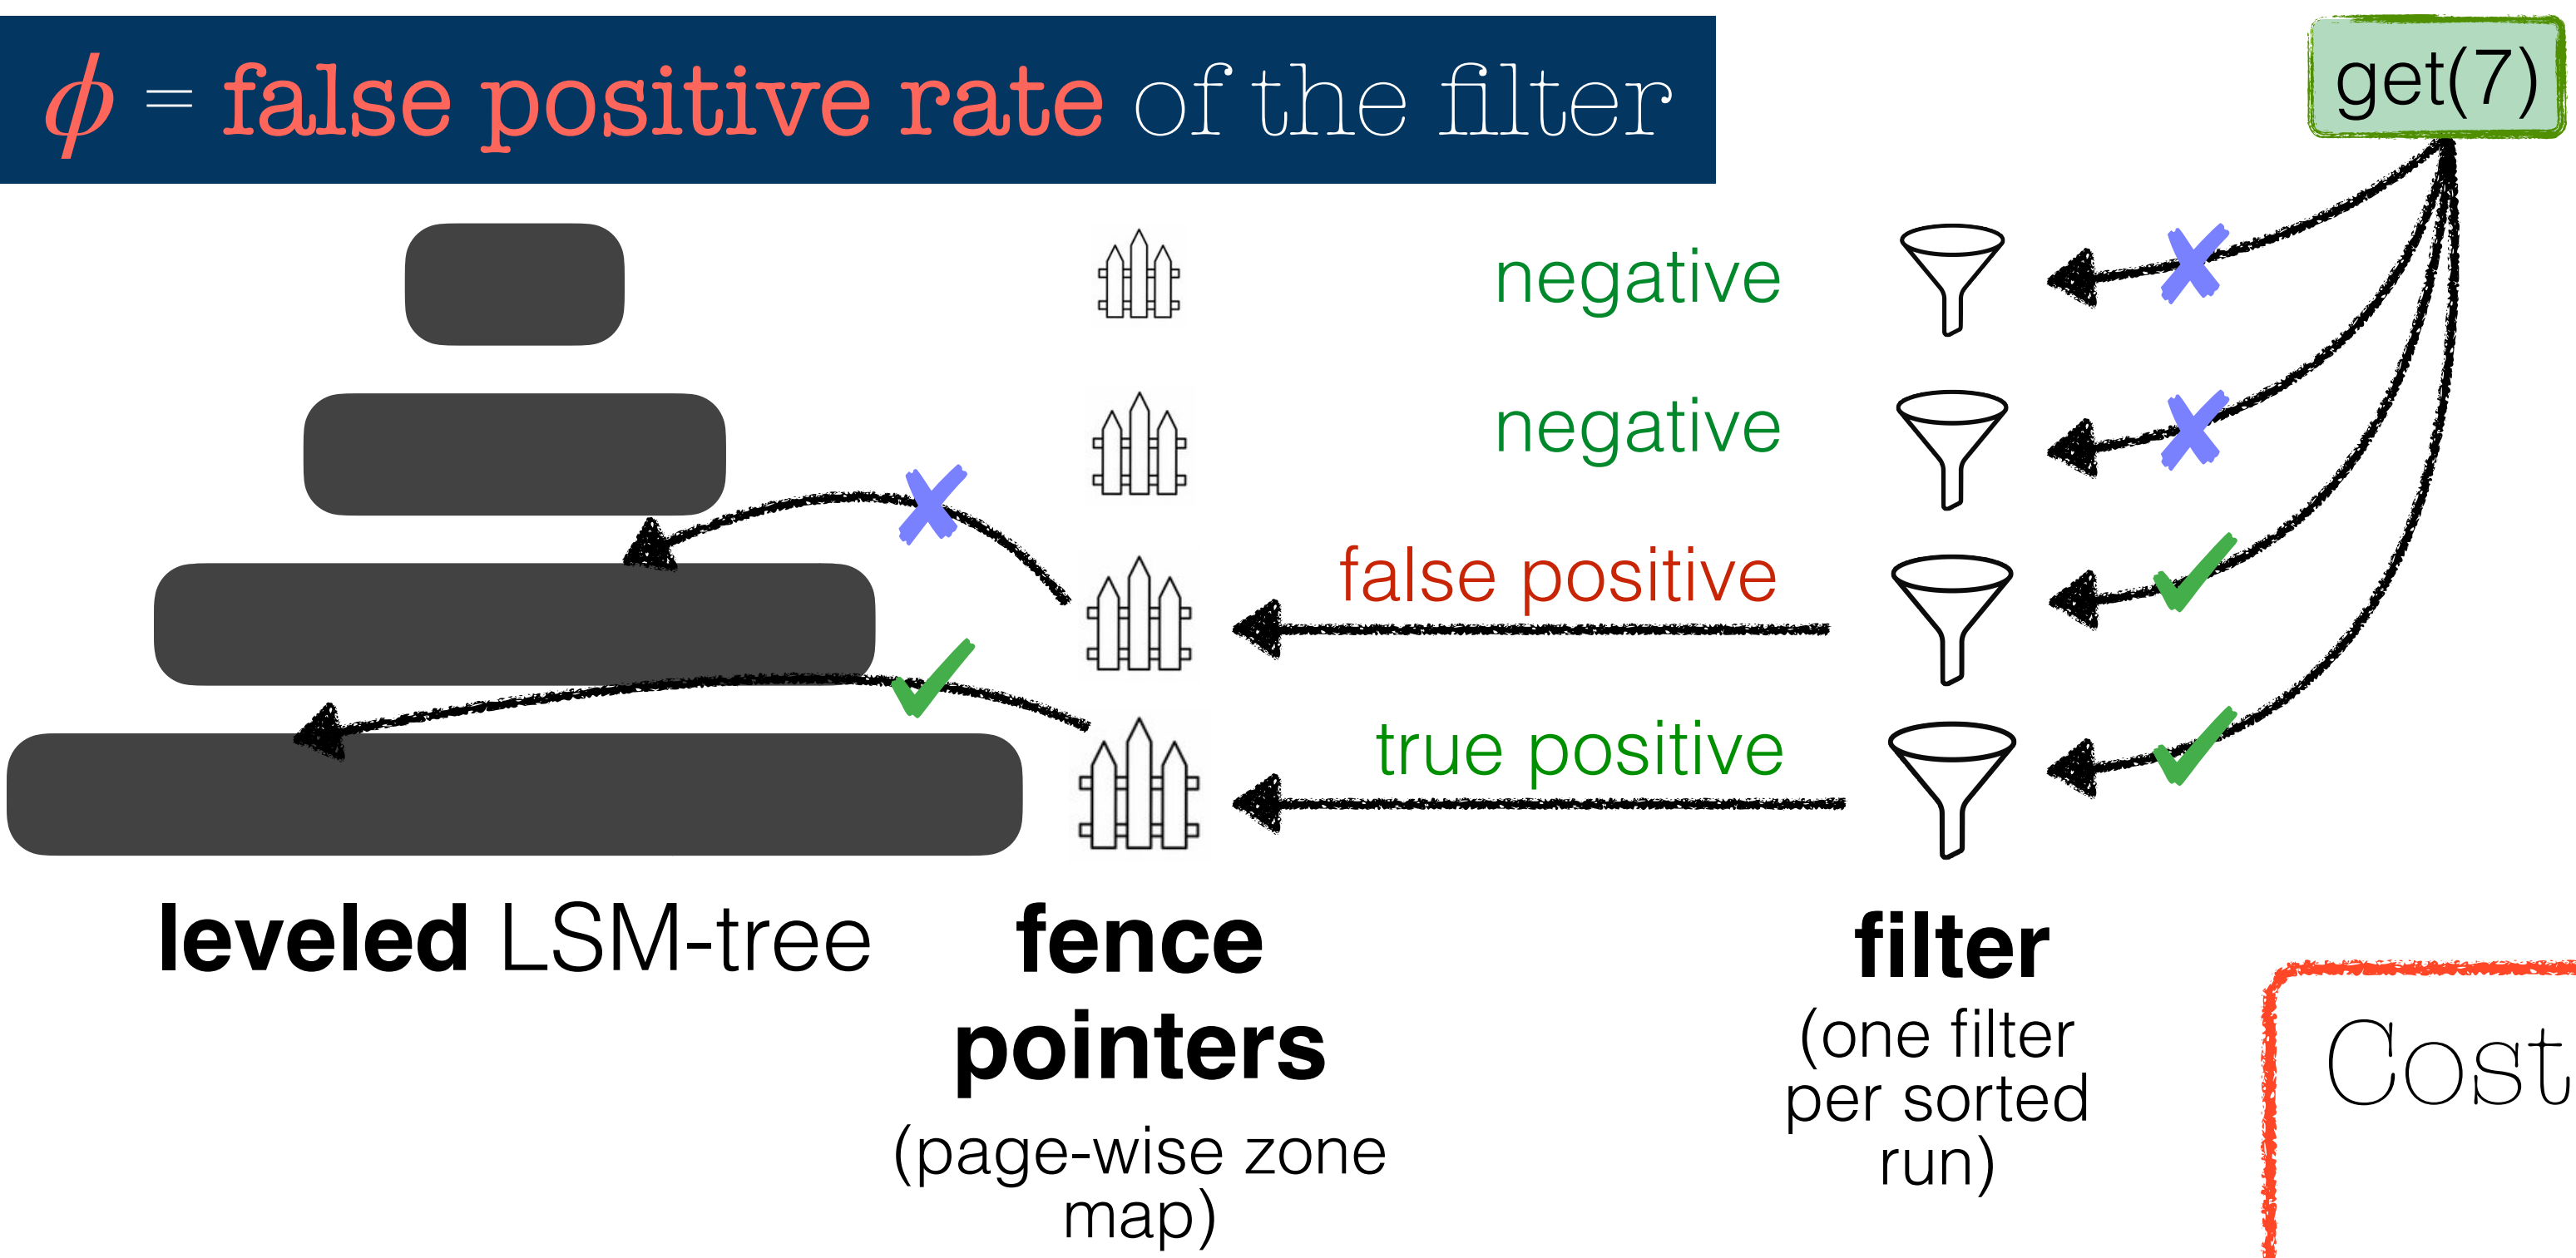 ϕ = false positive rate of the filter
get(7)
negative
negative
false positive
true positive
leveled LSM-tree
fence
pointers
(page-wise zone
map)
filter
(one filter
per sorted
run)
Cost